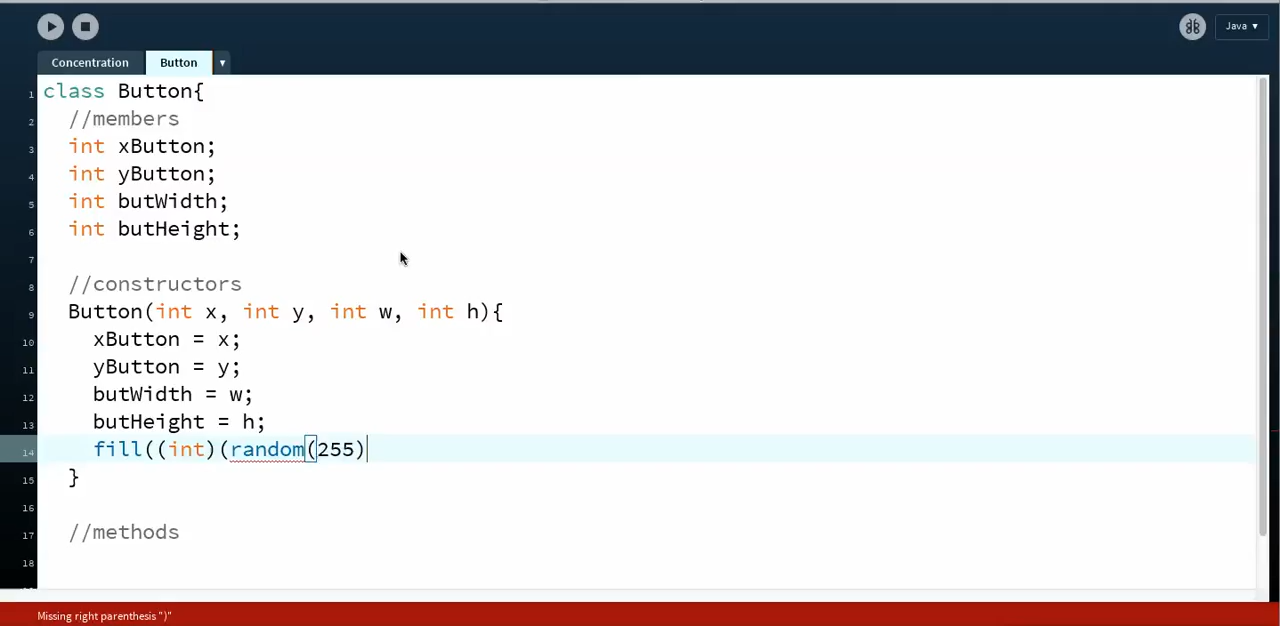 Java ▾
Concentration Button ▾
1 class Button{
2 //members
3 int xButton;
4 int yButton;
5 int butWidth;
6 int butHeight;
7
8 //constructors
9 Button(int x, int y, int w, int h){
10 xButton = x;
11 yButton = y;
12 butWidth = w;
13 butHeight = h;
14 fill((int)(random(255)
15 }
16
17 //methods
18
Missing right parenthesis ")"